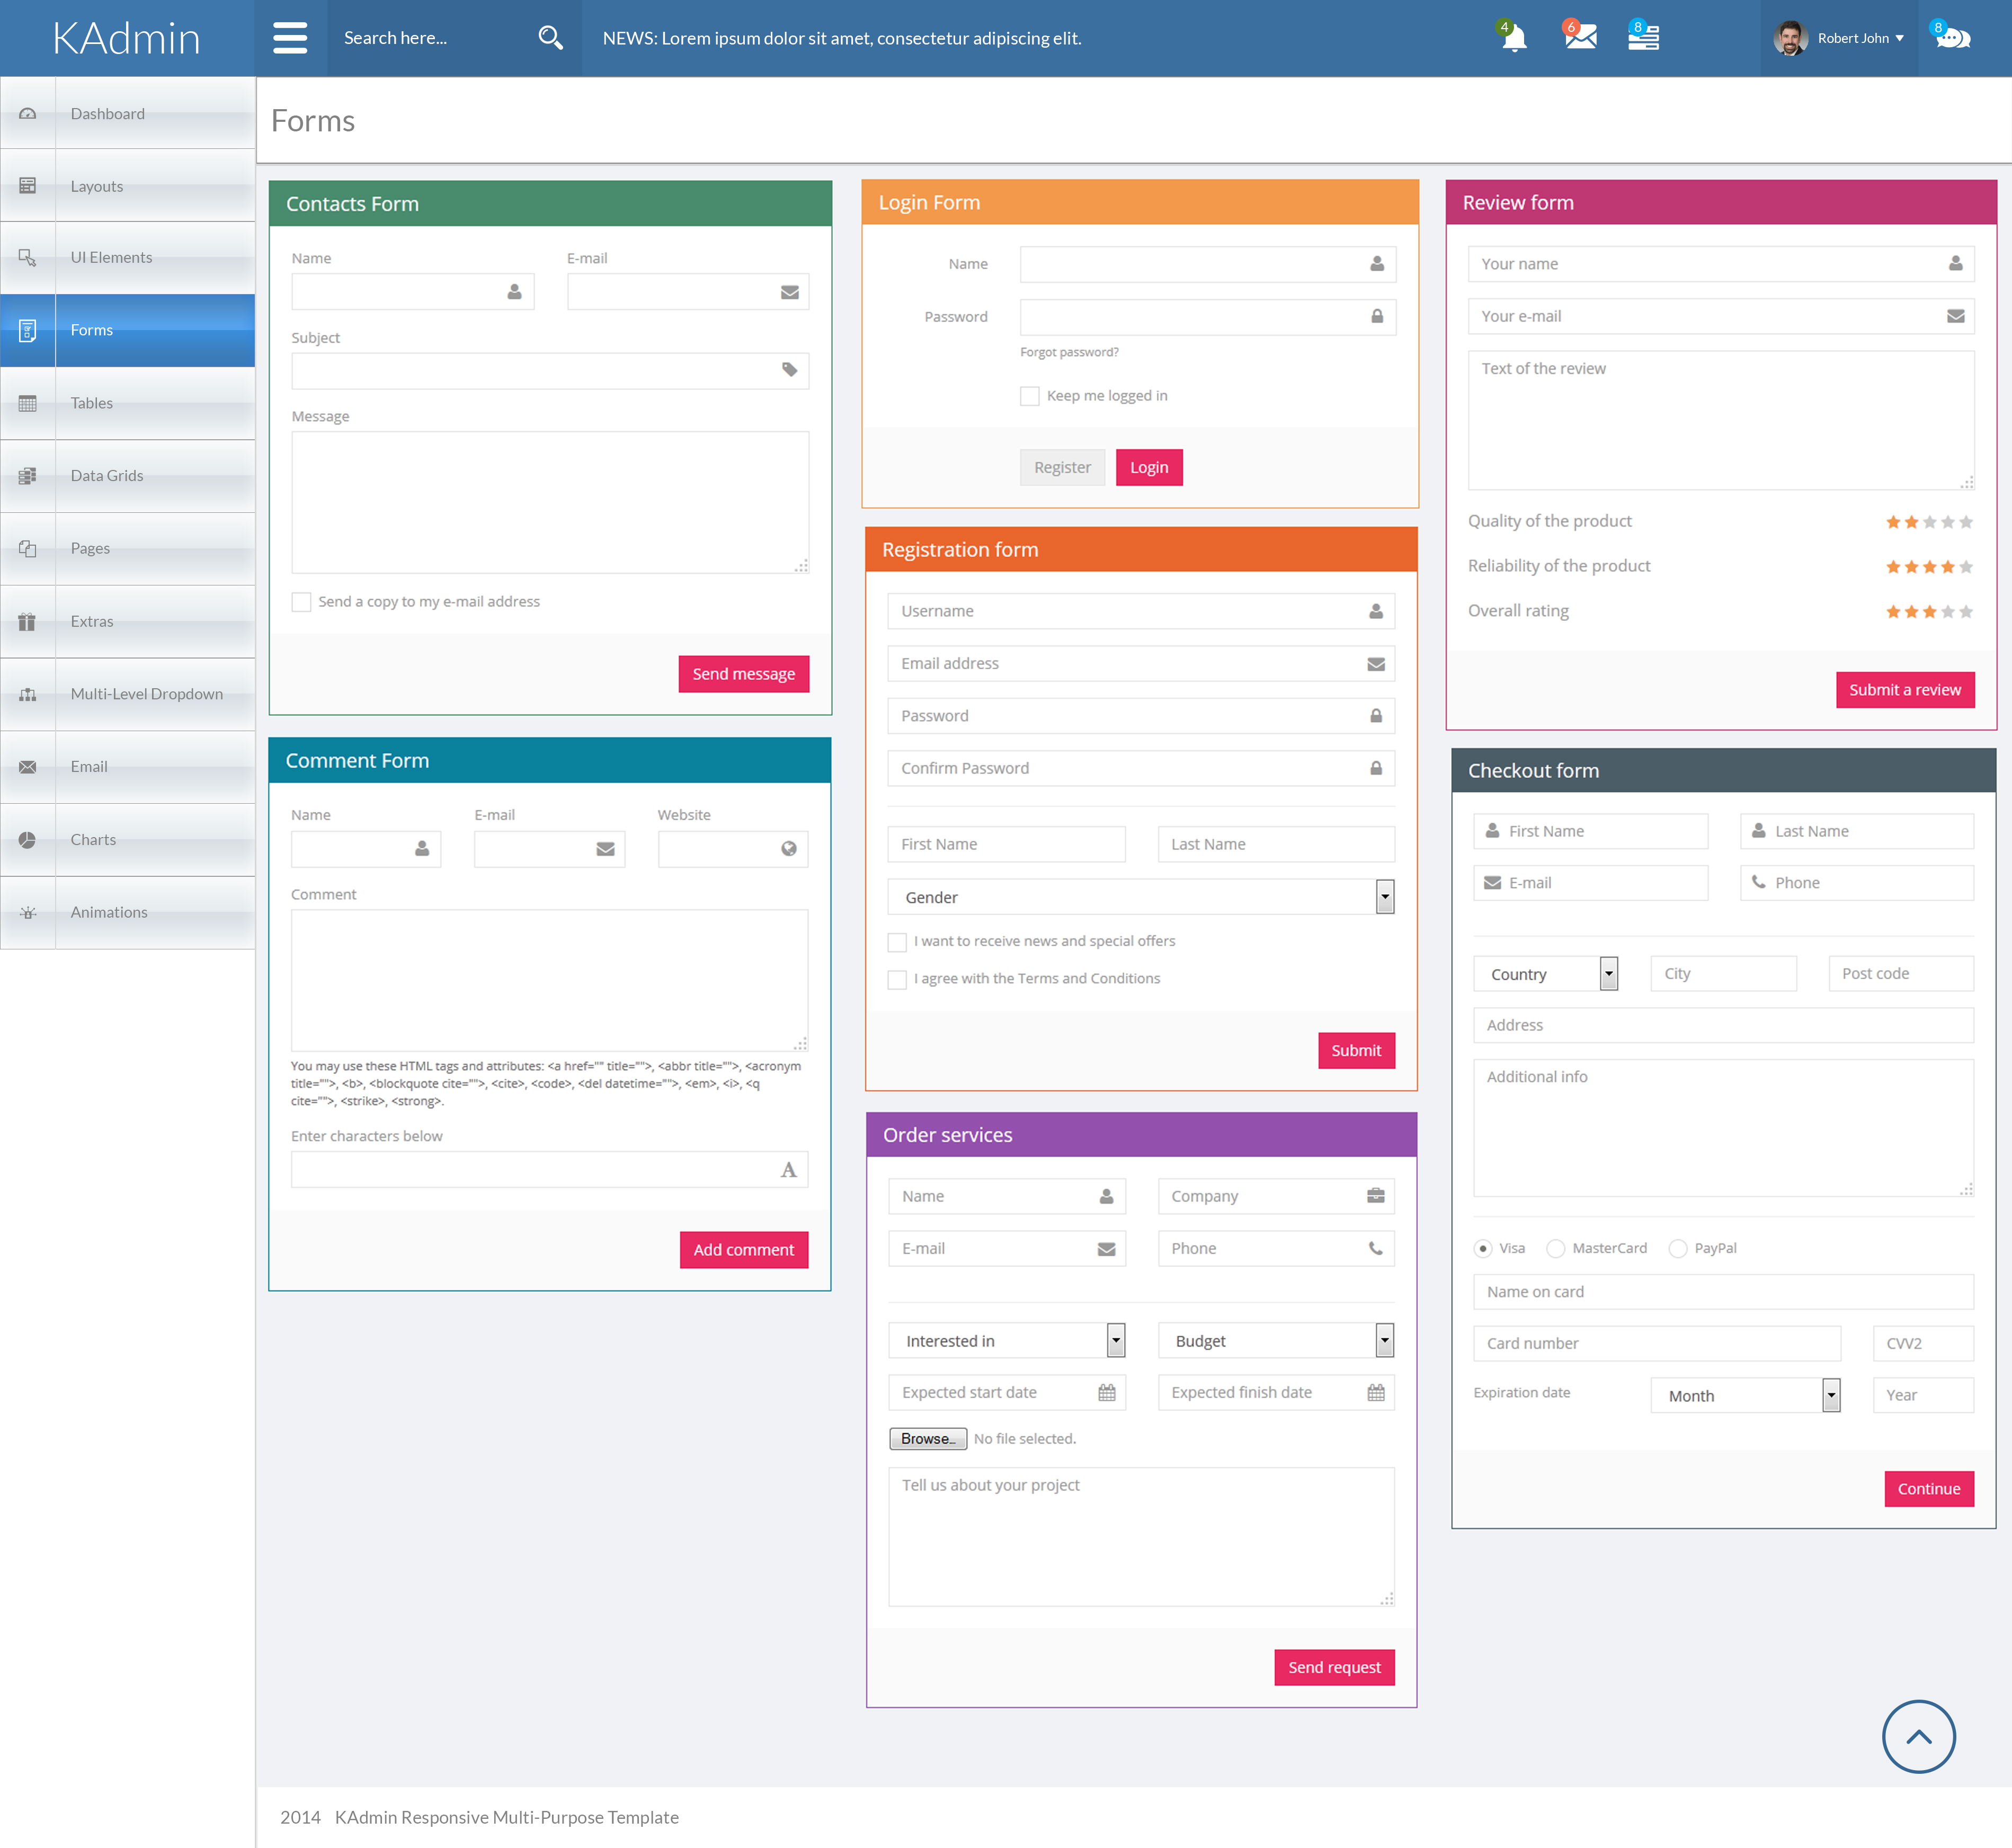 KAdmin
Search here...
NEWS: Lorem ipsum dolor sit amet, consectetur adipiscing elit.
4
6
8
Robert John
8
Dashboard
Layouts
UI Elements
Forms
Tables
Data Grids
Pages
Extras
Multi-Level Dropdown
Email
Charts
Animations
Forms
Contacts Form
Name
E-mail
Subject
Message
Send a copy to my e-mail address
Send message
Comment Form
Name
E-mail
Website
Comment
You may use these HTML tags and attributes: <a href="" title="">, <abbr title="">, <acronym
title="">, <b>, <blockquote cite="">, <cite>, <code>, <del datetime="">, <em>, <i>, <q
cite="">, <strike>, <strong>.
Enter characters below
A
Add comment
Login Form
Name
Password
Forgot password?
Keep me logged in
Register
Login
Registration form
Username
Email address
Password
Confirm Password
First Name
Last Name
Gender
I want to receive news and special offers
I agree with the Terms and Conditions
Submit
Order services
Name
Company
E-mail
Phone
Interested in
Budget
Expected start date
Expected finish date
Browse...
No file selected.
Tell us about your project
Send request
Review form
Your name
Your e-mail
Text of the review
Quality of the product
Reliability of the product
Overall rating
Submit a review
Checkout form
First Name
Last Name
E-mail
Phone
Country
City
Post code
Address
Additional info
Visa
MasterCard
PayPal
Name on card
Card number
CVV2
Expiration date
Month
Year
Continue
2014 KAdmin Responsive Multi-Purpose Template